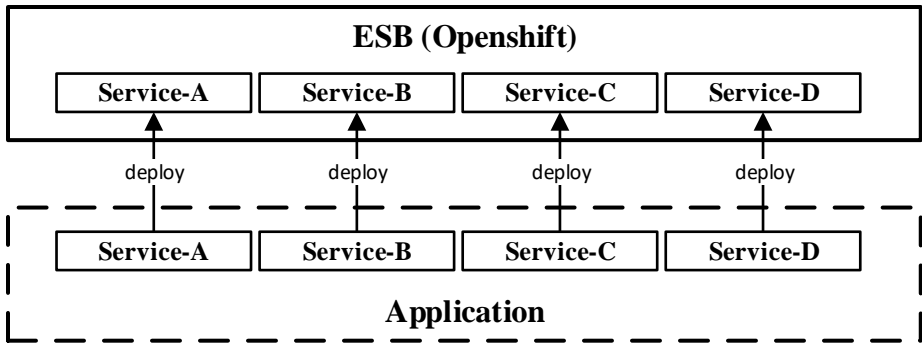 ESB (Openshift)
Service-A Service-B Service-C Service-D
deploy deploy deploy deploy
Service-A Service-B Service-C Service-D
Application